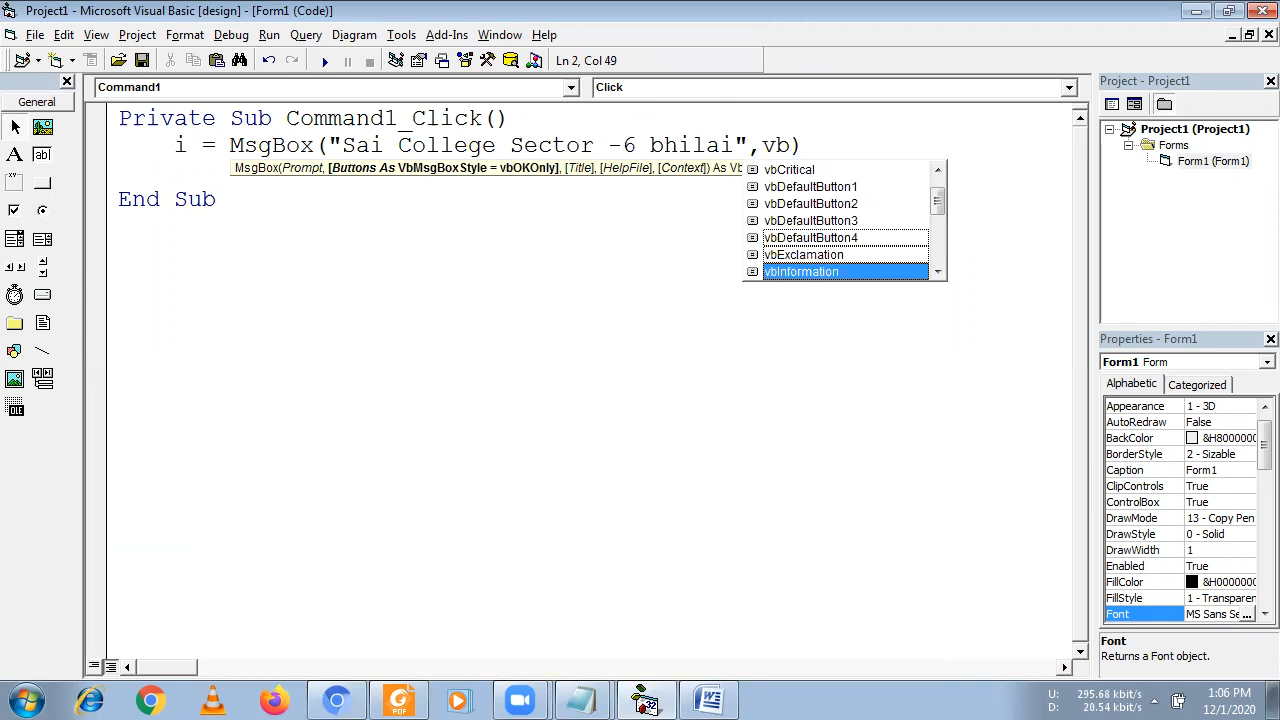 Project1 - Microsoft Visual Basic [design] - [Form1 (Code)]
File Edit View Project Format Debug Run Query Diagram Tools Add-Ins Window Help
Ln 2, Col 49
General
Command1
Click
Private Sub Command1_Click()
i = MsgBox("Sai College Sector -6 bhilai",vb)
MsgBox(Prompt, [Buttons As VbMsgBoxStyle = vbOKOnly], [Title], [HelpFile], [Context]) As Vb
End Sub
vbCritical
vbDefaultButton1
vbDefaultButton2
vbDefaultButton3
vbDefaultButton4
vbExclamation
vbInformation
Project - Project1
Project1 (Project1)
Forms
Form1 (Form1)
Properties - Form1
Form1 Form
Alphabetic Categorized
Appearance 1 - 3D
AutoRedraw False
BackColor &H8000000
BorderStyle 2 - Sizable
Caption Form1
ClipControls True
ControlBox True
DrawMode 13 - Copy Pen
DrawStyle 0 - Solid
DrawWidth 1
Enabled True
FillColor &H0000000
FillStyle 1 - Transparen
Font MS Sans Se ...
Font
Returns a Font object.
OLE
PDF
32
U: 295.68 kbit/s
D: 20.54 kbit/s
1:06 PM
12/1/2020